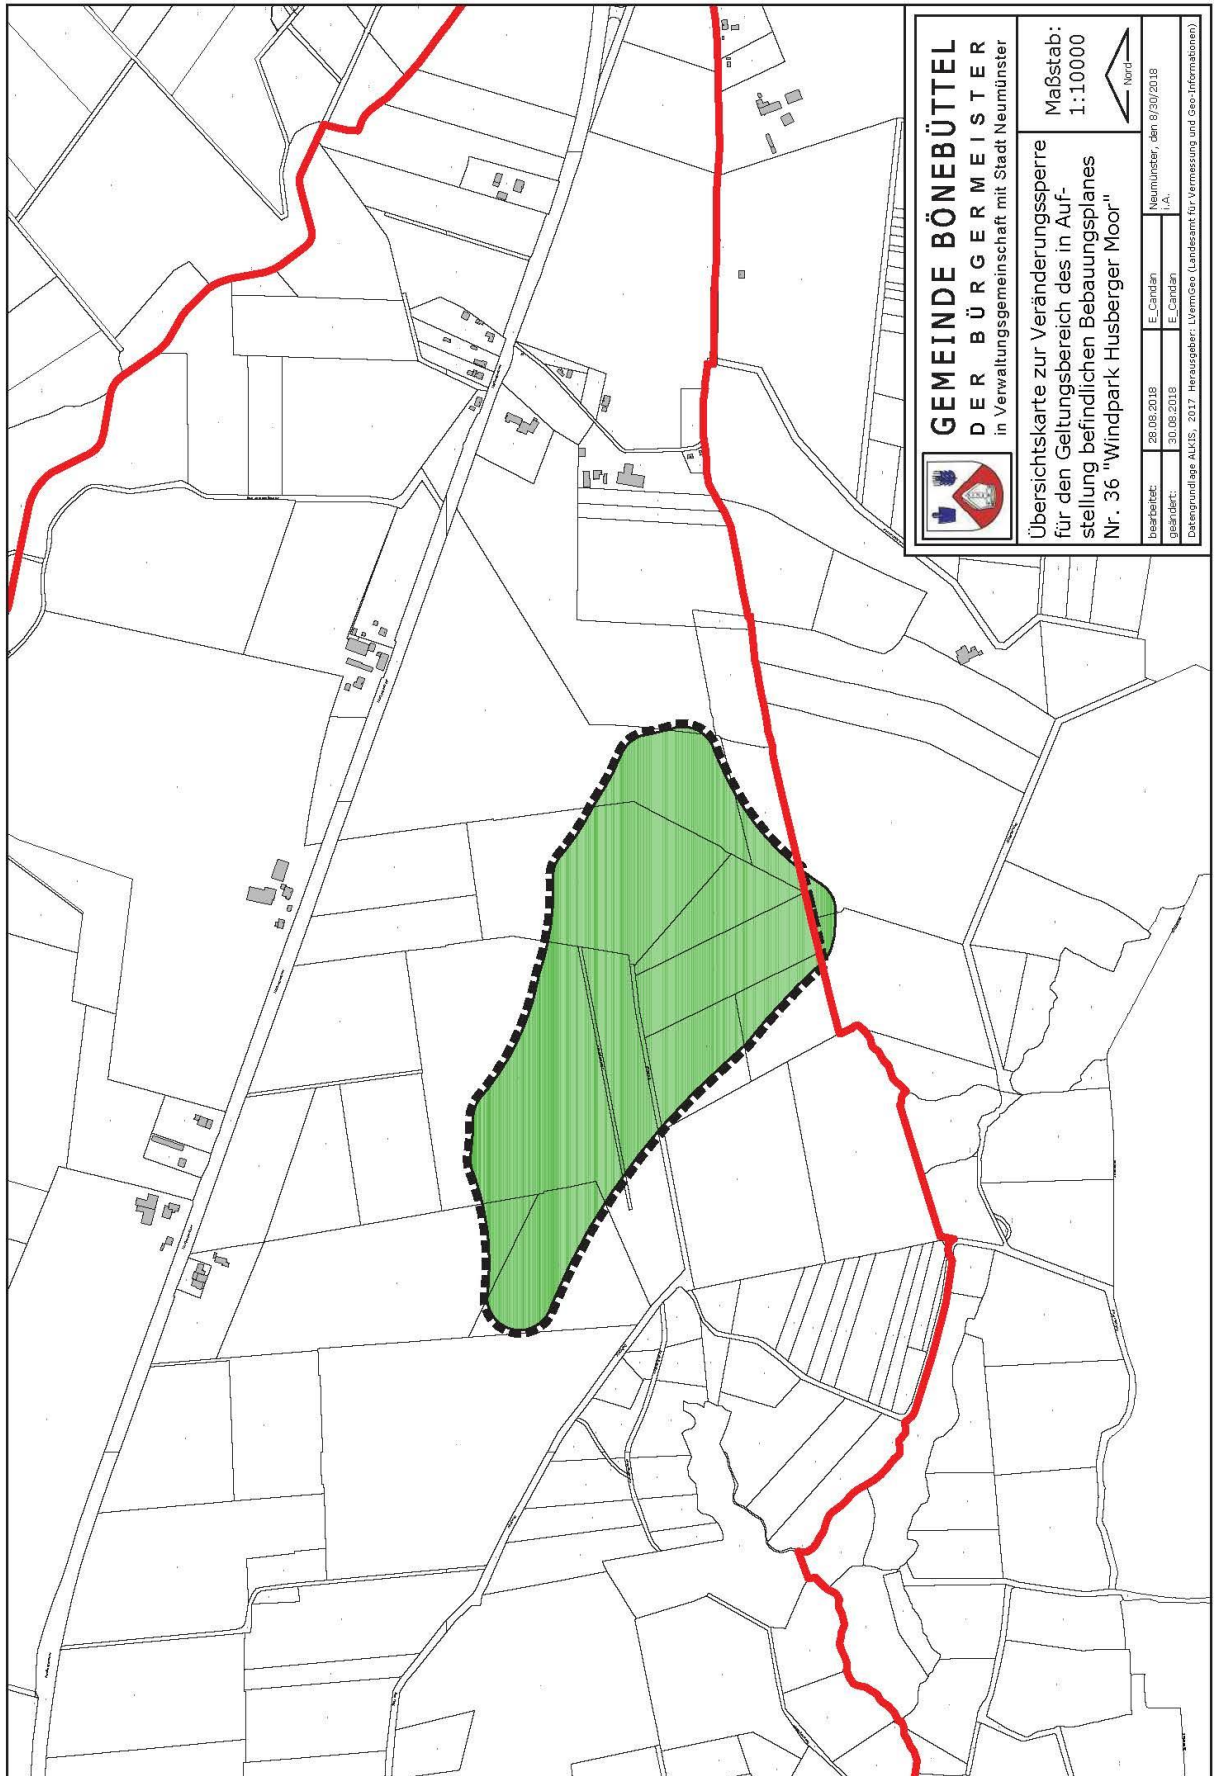 GEMEINDE BÖNEBÜTTEL
DER BÜRGERMEISTER
in Verwaltungsgemeinschaft mit Stadt Neumünster
Übersichtskarte zur Veränderungssperre
für den Geltungsbereich des in Auf-
stellung befindlichen Bebauungsplanes
Nr. 36 "Windpark Husberger Moor"
Maßstab:
1:10000
Nord
bearbeitet: 28.08.2018 E_Candan
geändert: 30.08.2018 E_Candan
Neumünster, den 8/30/2018
i.A.
Datengrundlage ALKIS, 2017 Herausgeber: LVermGeo (Landesamt für Vermessung und Geo-Informationen)